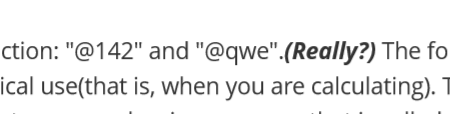 ction: "@142" and "@qwe".(Really?) The fo
ical use(that is, when you are calculating). T